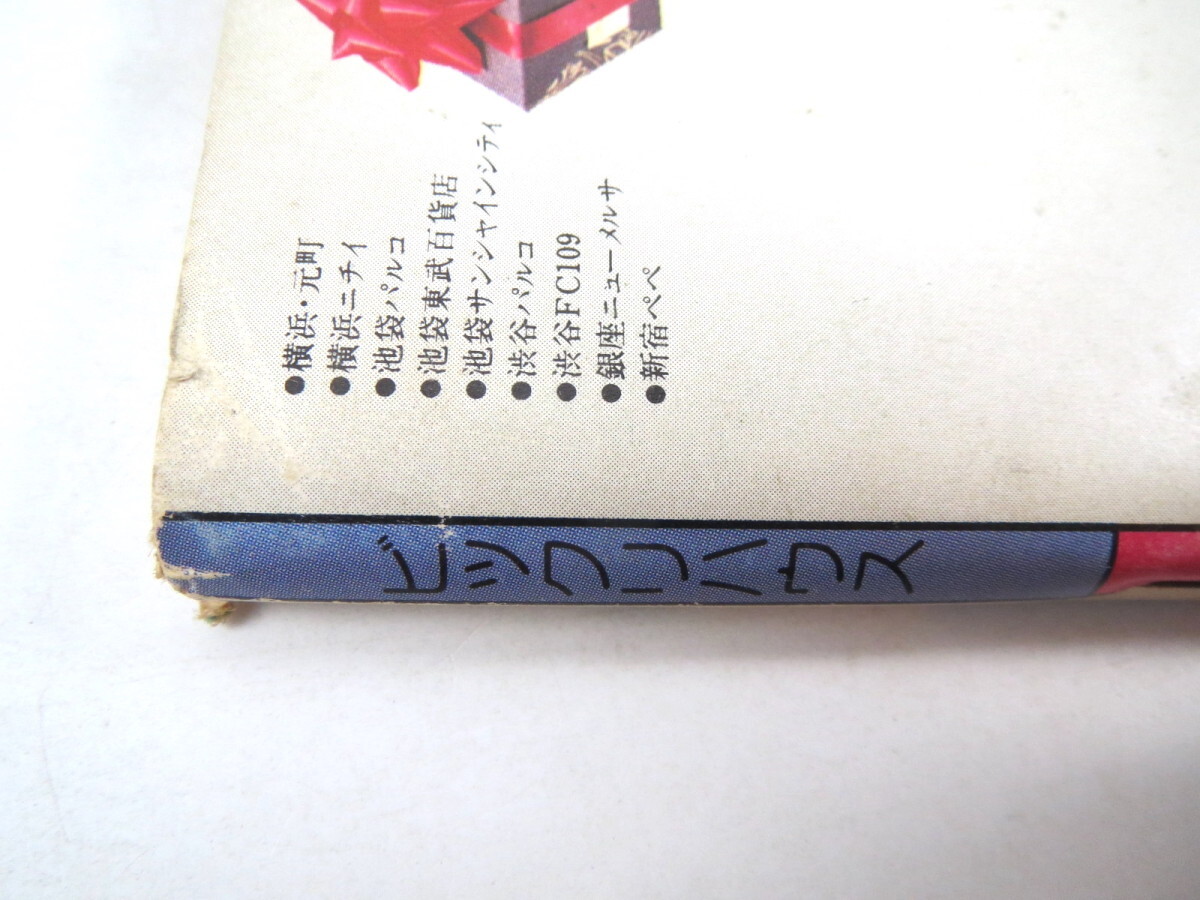 ●横浜・元町
●横浜ニチイ
●池袋パルコ
●池袋東武百貨店
●池袋サンシャインシティ
●渋谷パルコ
●渋谷FC109
●銀座ニューメルサ
●新宿ペペ
ビックリハウス